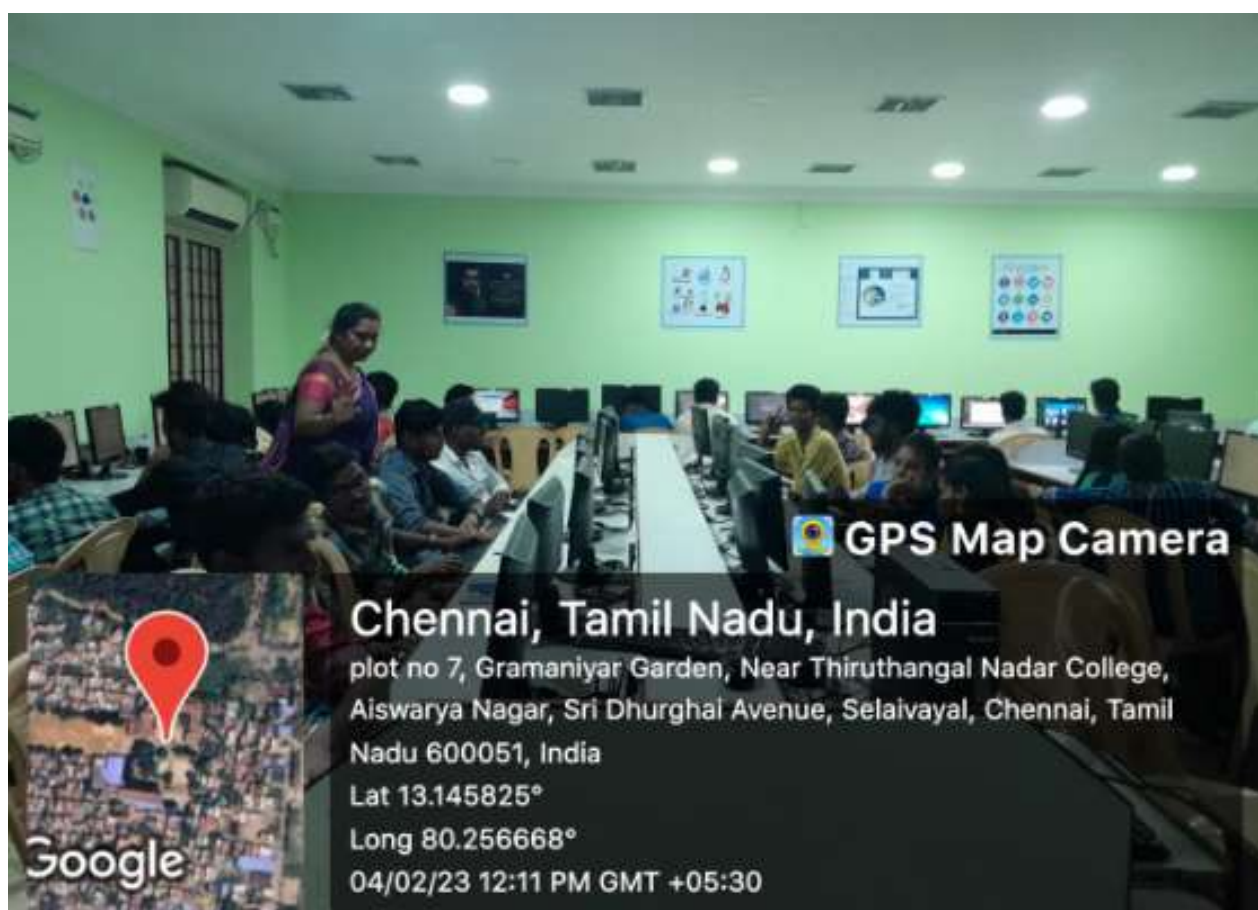 GPS Map Camera
Chennai, Tamil Nadu, India
plot no 7, Gramaniyar Garden, Near Thiruthangal Nadar College,
Aiswarya Nagar, Sri Dhurghai Avenue, Selaivayal, Chennai, Tamil
Nadu 600051, India
Lat 13.145825°
Long 80.256668°
04/02/23 12:11 PM GMT +05:30
Google